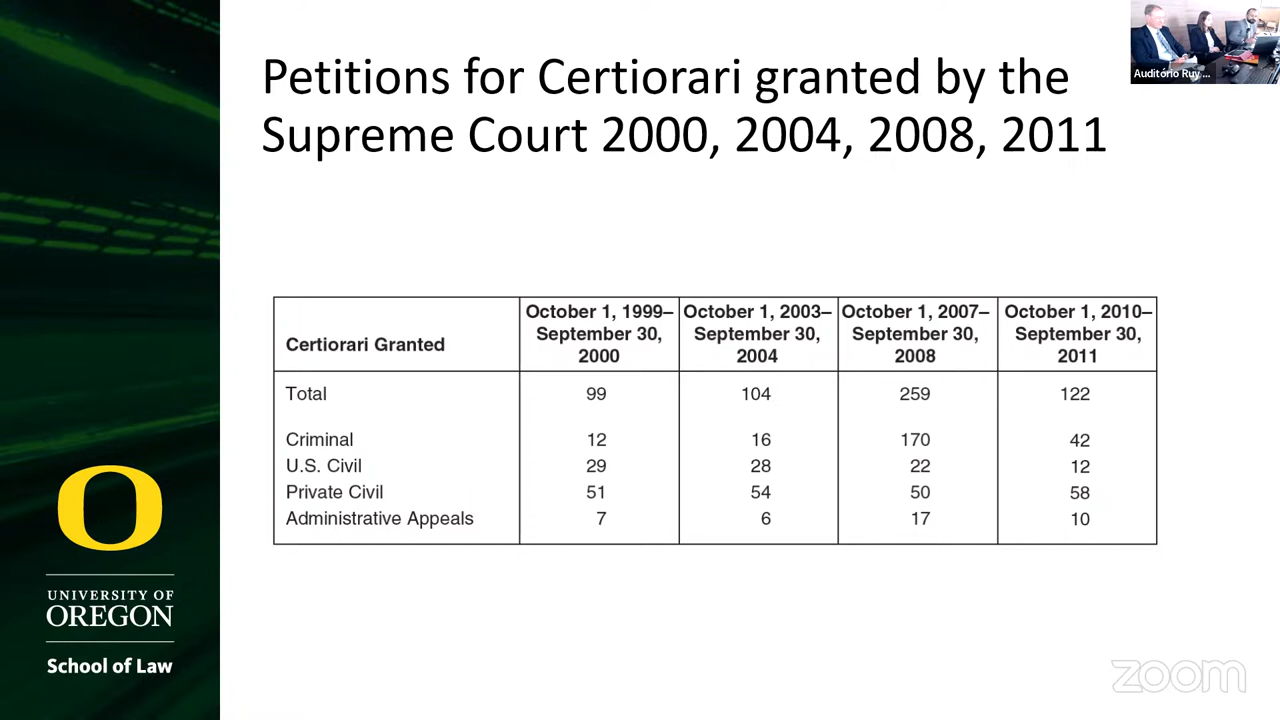 Petitions for Certiorari granted by the
Supreme Court 2000, 2004, 2008, 2011
Auditório Ruy ...
Certiorari Granted
October 1, 1999–
September 30,
2000
October 1, 2003–
September 30,
2004
October 1, 2007–
September 30,
2008
October 1, 2010–
September 30,
2011
Total 99 104 259 122
Criminal 12 16 170 42
U.S. Civil 29 28 22 12
Private Civil 51 54 50 58
Administrative Appeals 7 6 17 10
O
UNIVERSITY OF
OREGON
School of Law
zoom